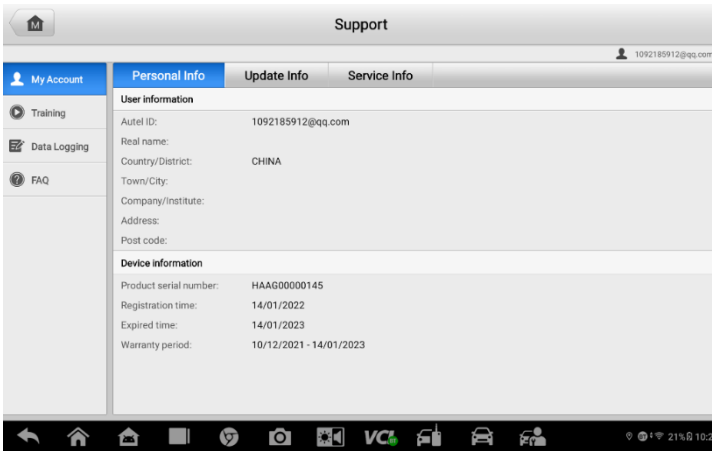 M
Support
1092185912@qq.com
My Account
Training
Data Logging
FAQ
Personal Info Update Info Service Info
User information
Autel ID: 1092185912@qq.com
Real name:
Country/District: CHINA
Town/City:
Company/Institute:
Address:
Post code:
Device information
Product serial number: HAAG00000145
Registration time: 14/01/2022
Expired time: 14/01/2023
Warranty period: 10/12/2021 - 14/01/2023
VCI 21% 10:2